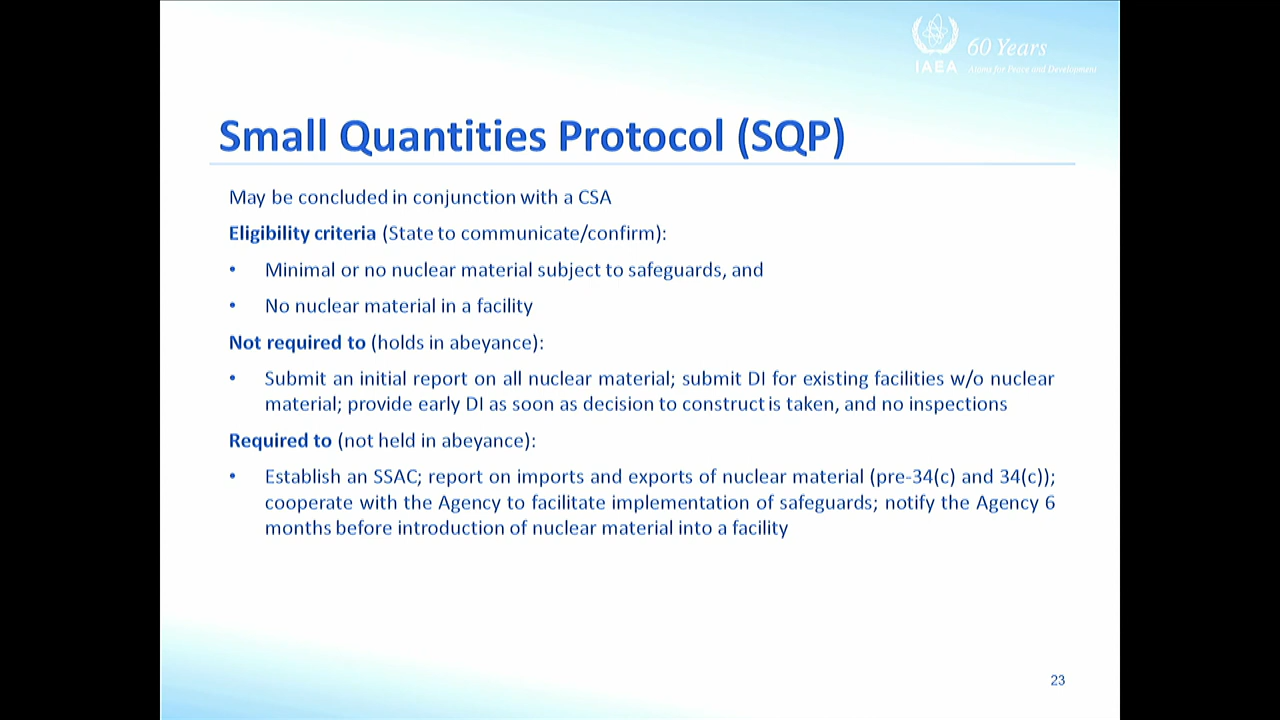 60 Years
IAEA Atoms for Peace and Development
Small Quantities Protocol (SQP)
May be concluded in conjunction with a CSA
Eligibility criteria (State to communicate/confirm):
• Minimal or no nuclear material subject to safeguards, and
• No nuclear material in a facility
Not required to (holds in abeyance):
• Submit an initial report on all nuclear material; submit DI for existing facilities w/o nuclear
material; provide early DI as soon as decision to construct is taken, and no inspections
Required to (not held in abeyance):
• Establish an SSAC; report on imports and exports of nuclear material (pre-34(c) and 34(c));
cooperate with the Agency to facilitate implementation of safeguards; notify the Agency 6
months before introduction of nuclear material into a facility
23